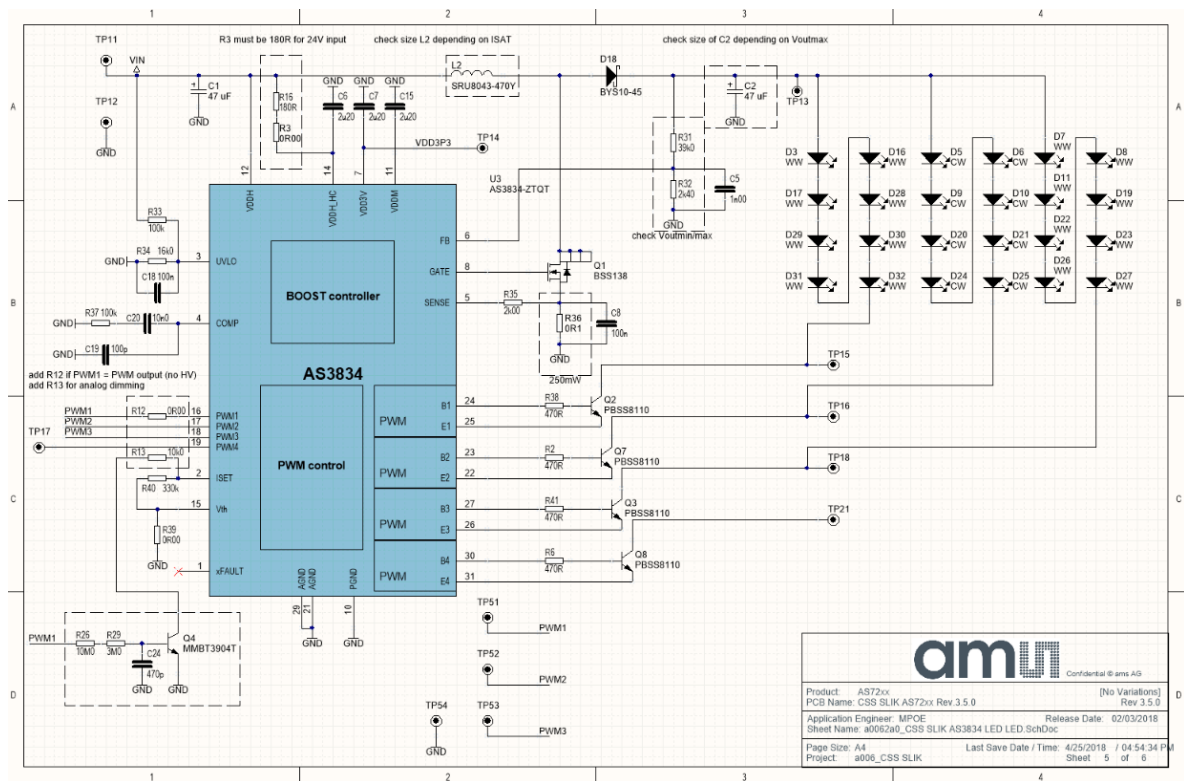 1 2 3 4
TP11
R3 must be 180R for 24V input
check size L2 depending on ISAT
check size of C2 depending on Voutmax
VIN
L2
SRU8043-470Y
D18
BYS10-45
C1
47 uF
GND
TP12
GND
R15
180R
R3
0R00
GND GND GND
C6
2u20
C7
2u20
C15
2u20
VDD3P3
TP14
C2
47 uF
GND
TP13
R31
39k0
R32
2k40
C5
1n00
GND
check Voutmin/max
U3
AS3834-ZTQT
12 14 7 11
VDDH
VDDH_HC
VDD3V
VDDM
D3
WW
D16
WW
D5
CW
D6
CW
D7
WW
D8
WW
D17
WW
D28
WW
D9
CW
D10
CW
D11
WW
D19
WW
D29
WW
D30
WW
D20
CW
D21
CW
D22
WW
D23
WW
D31
WW
D32
WW
D24
CW
D25
CW
D26
WW
D27
WW
A
B
C
D
R33
100k
R34 16k0
GND
C18 100n
3 UVLO
R37 100k
C20 10n0
GND
4 COMP
GND
C19 100p
add R12 if PWM1 = PWM output (no HV)
add R13 for analog dimming
BOOST controller
AS3834
PWM control
FB 6
GATE 8
SENSE 5
R35
2k00
Q1
BSS138
R36
0R1
C8
100n
GND
250mW
TP15
TP16
TP18
TP21
PWM1
PWM2
PWM3
TP17
R12 0R00
16 PWM1
17 PWM2
18 PWM3
19 PWM4
R13 10k0
2 ISET
R40 330k
15 Vth
R39
0R00
GND
1 xFAULT
PWM
B1 24
E1 25
R38
470R
Q2
PBSS8110
PWM
B2 23
E2 22
R2
470R
Q7
PBSS8110
PWM
B3 27
E3 26
R41
470R
Q3
PBSS8110
PWM
B4 30
E4 31
R6
470R
Q8
PBSS8110
AGND
AGND
PGND
29 21 10
GND GND
PWM1
R26
10M0
R29
3M0
Q4
MMBT3904T
C24
470p
GND GND
TP51
PWM1
TP52
PWM2
TP54
TP53
PWM3
GND
am
Confidential © ams AG
Product: AS72xx [No Variations]
PCB Name: CSS SLIK AS72xx Rev.3.5.0 Rev 3.5.0
Application Engineer: MPOE Release Date: 02/03/2018
Sheet Name: a0062a0_CSS SLIK AS3834 LED LED.SchDoc
Page Size: A4 Last Save Date / Time: 4/25/2018 / 04:54:34 PM
Project: a006_CSS SLIK Sheet 5 of 6
1 2 3 4
A
B
C
D